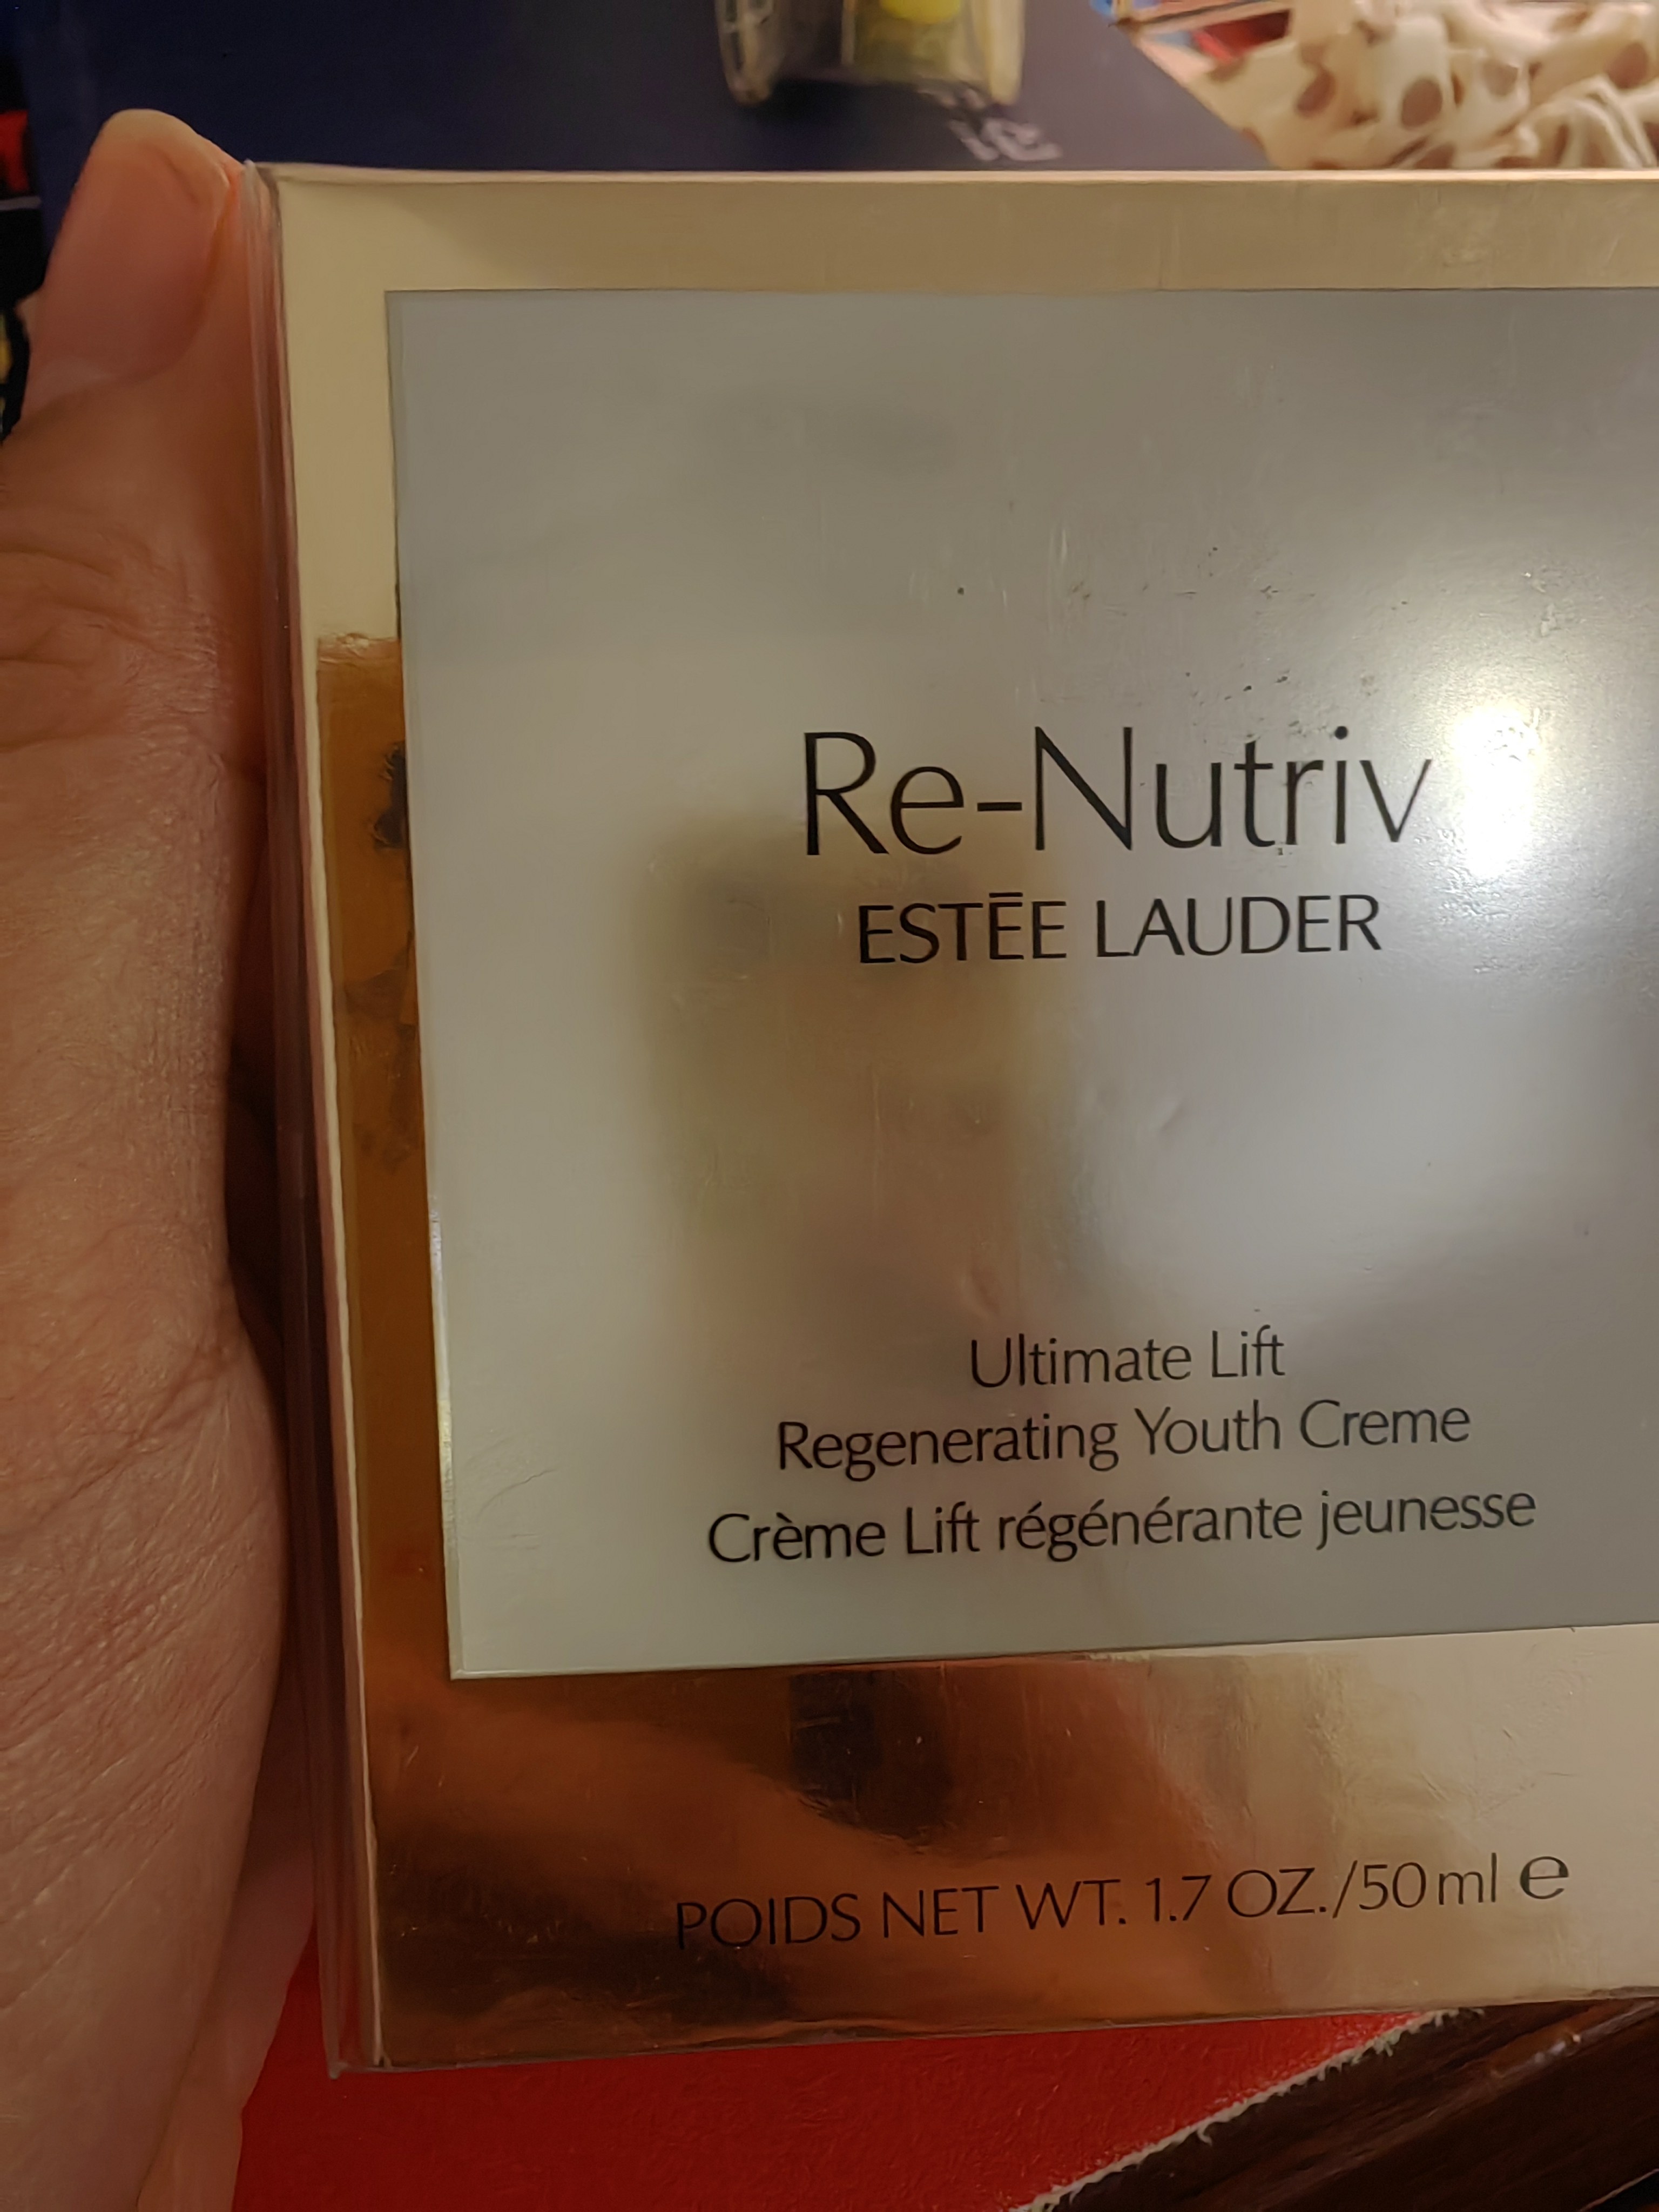 Re-Nutriv
ESTĒE LAUDER
Ultimate Lift
Regenerating Youth Creme
Crème Lift régénérante jeunesse
POIDS NET WT. 1.7 OZ./50 ml ℮